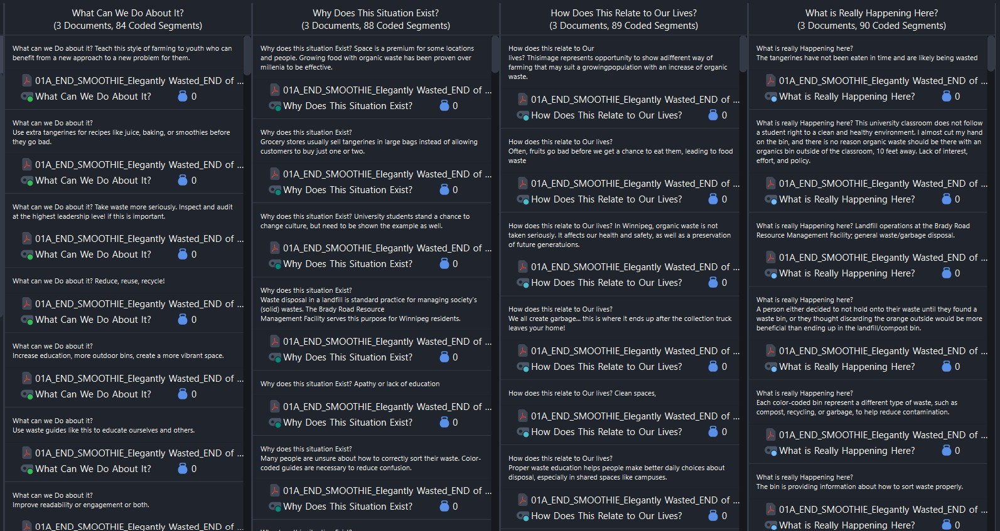 What Can We Do About It?
(3 Documents, 84 Coded Segments)
What can we Do about it? Teach this style of farming to youth who can
benefit from a new approach to a new problem for them.
01A_END_SMOOTHIE_Elegantly Wasted_END of ...
What Can We Do About It? 0
What can we Do about it?
Use extra tangerines for recipes like juice, baking, or smoothies before
they go bad.
01A_END_SMOOTHIE_Elegantly Wasted_END of ...
What Can We Do About It? 0
What can we Do about it? Take waste more seriously. Inspect and audit
at the highest leadership level if this is important.
01A_END_SMOOTHIE_Elegantly Wasted_END of ...
What Can We Do About It? 0
What can we Do about it? Reduce, reuse, recycle!
01A_END_SMOOTHIE_Elegantly Wasted_END of ...
What Can We Do About It? 0
What can we Do about it?
Increase education, more outdoor bins, create a more vibrant space.
01A_END_SMOOTHIE_Elegantly Wasted_END of ...
What Can We Do About It? 0
What can we Do about it?
Use waste guides like this to educate ourselves and others.
01A_END_SMOOTHIE_Elegantly Wasted_END of ...
What Can We Do About It? 0
What can we Do about it?
Improve readability or engagement or both.
01A_END_SMOOTHIE_Elegantly Wasted_END of ...
Why Does This Situation Exist?
(3 Documents, 88 Coded Segments)
Why does this situation Exist? Space is a premium for some locations
and people. Growing food with organic waste has been proven over
millenia to be effective.
01A_END_SMOOTHIE_Elegantly Wasted_END of ...
Why Does This Situation Exist? 0
Why does this situation Exist?
Grocery stores usually sell tangerines in large bags instead of allowing
customers to buy just one or two.
01A_END_SMOOTHIE_Elegantly Wasted_END of ...
Why Does This Situation Exist? 0
Why does this situation Exist? University students stand a chance to
change culture, but need to be shown the example as well.
01A_END_SMOOTHIE_Elegantly Wasted_END of ...
Why Does This Situation Exist? 0
Why does this situation Exist?
Waste disposal in a landfill is standard practice for managing society's
(solid) wastes. The Brady Road Resource
Management Facility serves this purpose for Winnipeg residents.
01A_END_SMOOTHIE_Elegantly Wasted_END of ...
Why Does This Situation Exist? 0
Why does this situation Exist? Apathy or lack of education
01A_END_SMOOTHIE_Elegantly Wasted_END of ...
Why Does This Situation Exist? 0
Why does this situation Exist?
Many people are unsure about how to correctly sort their waste. Color-
coded guides are necessary to reduce confusion.
01A_END_SMOOTHIE_Elegantly Wasted_END of ...
Why Does This Situation Exist? 0
How Does This Relate to Our Lives?
(3 Documents, 89 Coded Segments)
How does this relate to Our
lives? Thisimage represents opportunity to show adifferent way of
farming that may suit a growingpopulation with an increase of organic
waste.
01A_END_SMOOTHIE_Elegantly Wasted_END of ...
How Does This Relate to Our Lives? 0
How does this relate to Our lives?
Often, fruits go bad before we get a chance to eat them, leading to food
waste
01A_END_SMOOTHIE_Elegantly Wasted_END of ...
How Does This Relate to Our Lives? 0
How does this relate to Our lives? In Winnipeg, organic waste is not
taken seriously. It affects our health and safety, as well as a preservation
of future generatuions.
01A_END_SMOOTHIE_Elegantly Wasted_END of ...
How Does This Relate to Our Lives? 0
How does this relate to Our lives?
We all create garbage... this is where it ends up after the collection truck
leaves your home!
01A_END_SMOOTHIE_Elegantly Wasted_END of ...
How Does This Relate to Our Lives? 0
How does this relate to Our lives? Clean spaces,
01A_END_SMOOTHIE_Elegantly Wasted_END of ...
How Does This Relate to Our Lives? 0
How does this relate to Our lives?
Proper waste education helps people make better daily choices about
disposal, especially in shared spaces like campuses.
01A_END_SMOOTHIE_Elegantly Wasted_END of ...
How Does This Relate to Our Lives? 0
What is Really Happening Here?
(3 Documents, 90 Coded Segments)
What is really Happening here?
The tangerines have not been eaten in time and are likely being wasted
01A_END_SMOOTHIE_Elegantly Wasted_END of ...
What is Really Happening Here? 0
What is really Happening here? This university classroom does not follow
a student right to a clean and healthy environment. I almost cut my hand
on the bin, and there is no reason organic waste should be there with an
organics bin outside of the classroom, 10 feet away. Lack of interest,
effort, and policy.
01A_END_SMOOTHIE_Elegantly Wasted_END of ...
What is Really Happening Here? 0
What is really Happening here? Landfill operations at the Brady Road
Resource Management Facility; general waste/garbage disposal.
01A_END_SMOOTHIE_Elegantly Wasted_END of ...
What is Really Happening Here? 0
What is really Happening here?
A person either decided to not hold onto their waste until they found a
waste bin, or they thought discarding the orange outside would be more
beneficial than ending up in the landfill/compost bin.
01A_END_SMOOTHIE_Elegantly Wasted_END of ...
What is Really Happening Here? 0
What is really Happening here?
Each color-coded bin represent a different type of waste, such as
compost, recycling, or garbage, to help reduce contamination.
01A_END_SMOOTHIE_Elegantly Wasted_END of ...
What is Really Happening Here? 0
What is really Happening here?
The bin is providing information about how to sort waste properly.
01A_END_SMOOTHIE_Elegantly Wasted_END of ...
What is Really Happening Here? 0